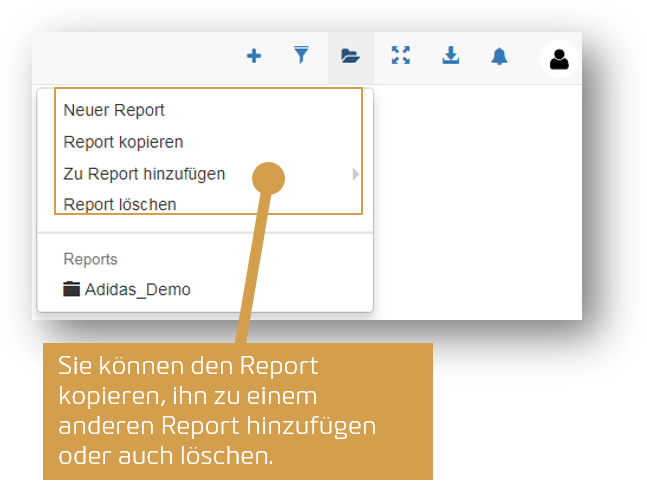 Neuer Report
Report kopieren
Zu Report hinzufügen
Report löschen
Reports
Adidas_Demo
Sie können den Report
kopieren, ihn zu einem
anderen Report hinzufügen
oder auch löschen.